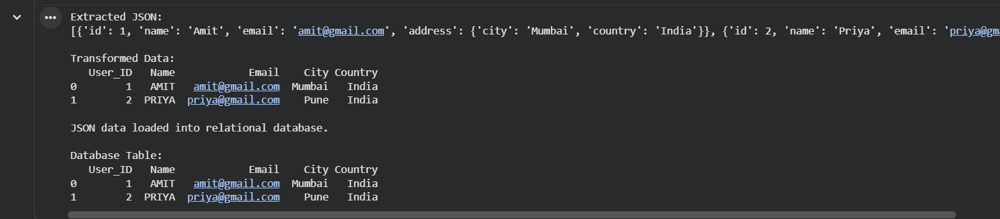 Extracted JSON:
[{'id': 1, 'name': 'Amit', 'email': 'amit@gmail.com', 'address': {'city': 'Mumbai', 'country': 'India'}}, {'id': 2, 'name': 'Priya', 'email': 'priya@gm
Transformed Data:
   User_ID   Name            Email    City Country
0        1   AMIT   amit@gmail.com  Mumbai   India
1        2  PRIYA  priya@gmail.com    Pune   India
JSON data loaded into relational database.
Database Table:
   User_ID   Name            Email    City Country
0        1   AMIT   amit@gmail.com  Mumbai   India
1        2  PRIYA  priya@gmail.com    Pune   India